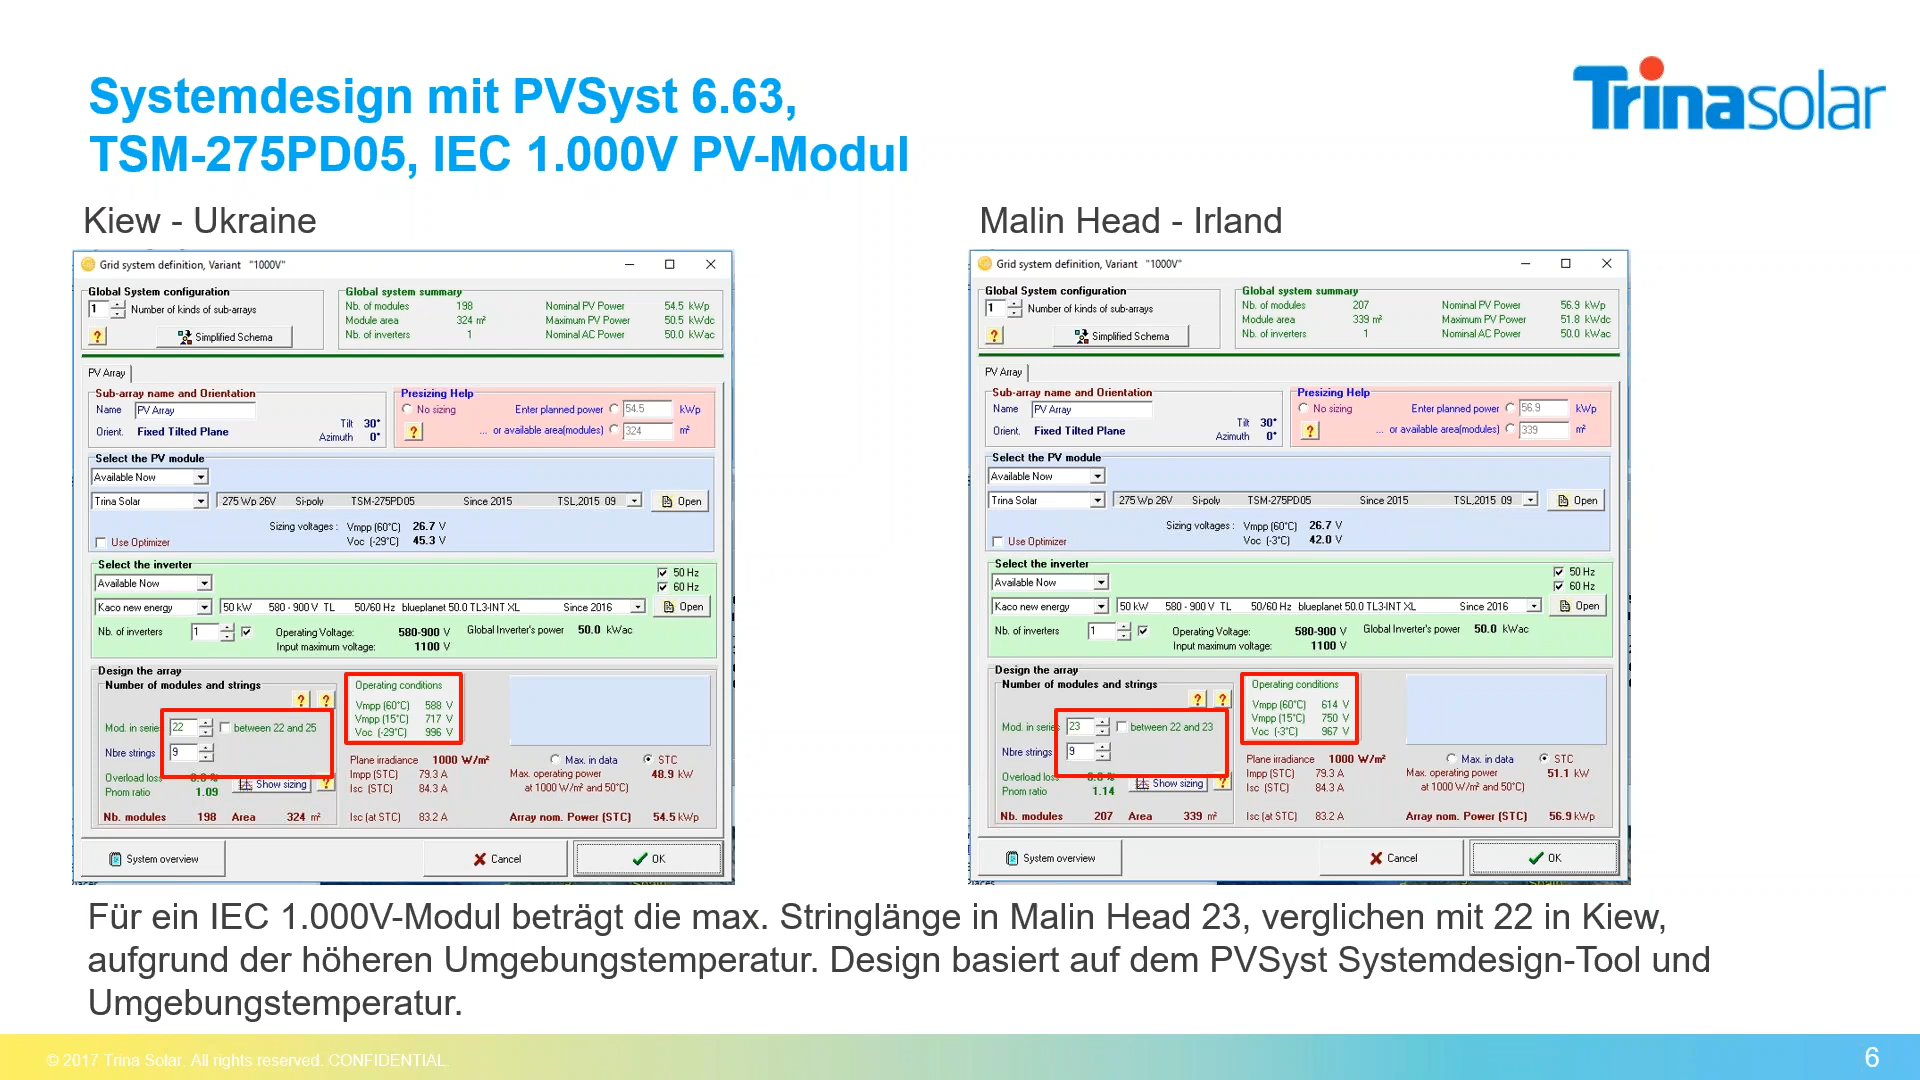 Systemdesign mit PVSyst 6.63,
TSM-275PD05, IEC 1.000V PV-Modul
Trinasolar
Kiew - Ukraine
Grid system definition, Variant "1000V"
Global System configuration
1 Number of kinds of sub-arrays
? Simplified Schema
Global system summary
Nb. of modules 198 Nominal PV Power 54.5 kWp
Module area 324 m² Maximum PV Power 50.5 kWdc
Nb. of inverters 1 Nominal AC Power 50.0 kWac
PV Array
Sub-array name and Orientation
Name PV Array
Orient. Fixed Tilted Plane
Tilt 30°
Azimuth 0°
Presizing Help
No sizing Enter planned power 54.5 kWp
? ... or available area(modules) 324 m²
Select the PV module
Available Now
Trina Solar 275 Wp 26V Si-poly TSM-275PD05 Since 2015 TSL,2015 09 Open
Sizing voltages : Vmpp (60°C) 26.7 V
Voc (-29°C) 45.3 V
Use Optimizer
Select the inverter
Available Now
50 Hz
60 Hz
Kaco new energy 50 kW 580 - 900 V TL 50/60 Hz blueplanet 50.0 TL3-INT XL Since 2016 Open
Nb. of inverters 1 Operating Voltage: 580-900 V Global Inverter's power 50.0 kWac
Input maximum voltage: 1100 V
Design the array
Number of modules and strings
? ?
Mod. in series 22 between 22 and 25
Nbre strings 9
Overload loss 0.0 %
Pnom ratio 1.09 Show sizing ?
Nb. modules 198 Area 324 m²
Operating conditions
Vmpp (60°C) 588 V
Vmpp (15°C) 717 V
Voc (-29°C) 996 V
Plane irradiance 1000 W/m²
Impp (STC) 79.3 A
Isc (STC) 84.3 A
Isc (at STC) 83.2 A
Max. in data STC
Max. operating power 48.9 kW
at 1000 W/m² and 50°C)
Array nom. Power (STC) 54.5 kWp
System overview Cancel OK
Malin Head - Irland
Grid system definition, Variant "1000V"
Global System configuration
1 Number of kinds of sub-arrays
? Simplified Schema
Global system summary
Nb. of modules 207 Nominal PV Power 56.9 kWp
Module area 339 m² Maximum PV Power 51.8 kWdc
Nb. of inverters 1 Nominal AC Power 50.0 kWac
PV Array
Sub-array name and Orientation
Name PV Array
Orient. Fixed Tilted Plane
Tilt 30°
Azimuth 0°
Presizing Help
No sizing Enter planned power 56.9 kWp
? ... or available area(modules) 339 m²
Select the PV module
Available Now
Trina Solar 275 Wp 26V Si-poly TSM-275PD05 Since 2015 TSL,2015 09 Open
Sizing voltages : Vmpp (60°C) 26.7 V
Voc (-3°C) 42.0 V
Use Optimizer
Select the inverter
Available Now
50 Hz
60 Hz
Kaco new energy 50 kW 580 - 900 V TL 50/60 Hz blueplanet 50.0 TL3-INT XL Since 2016 Open
Nb. of inverters 1 Operating Voltage: 580-900 V Global Inverter's power 50.0 kWac
Input maximum voltage: 1100 V
Design the array
Number of modules and strings
? ?
Mod. in series 23 between 22 and 23
Nbre strings 9
Overload loss 0.0 %
Pnom ratio 1.14 Show sizing ?
Nb. modules 207 Area 339 m²
Operating conditions
Vmpp (60°C) 614 V
Vmpp (15°C) 750 V
Voc (-3°C) 967 V
Plane irradiance 1000 W/m²
Impp (STC) 79.3 A
Isc (STC) 84.3 A
Isc (at STC) 83.2 A
Max. in data STC
Max. operating power 51.1 kW
at 1000 W/m² and 50°C)
Array nom. Power (STC) 56.9 kWp
System overview Cancel OK
Für ein IEC 1.000V-Modul beträgt die max. Stringlänge in Malin Head 23, verglichen mit 22 in Kiew,
aufgrund der höheren Umgebungstemperatur. Design basiert auf dem PVSyst Systemdesign-Tool und
Umgebungstemperatur.
© 2017 Trina Solar, All rights reserved. CONFIDENTIAL
6